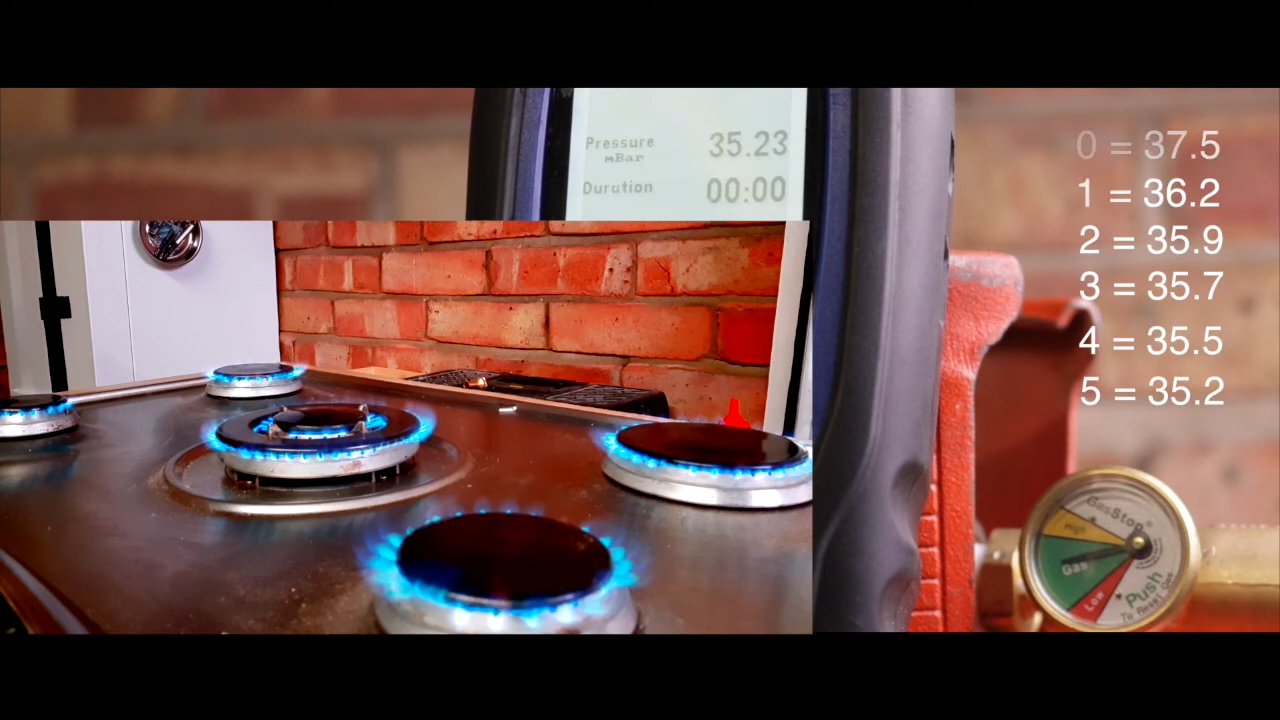 Pressure 35.23
mBar
Duration 00:00
0 = 37.5
1 = 36.2
2 = 35.9
3 = 35.7
4 = 35.5
5 = 35.2
GasStop®
High
Gas
Low
Push
To Reset Gas